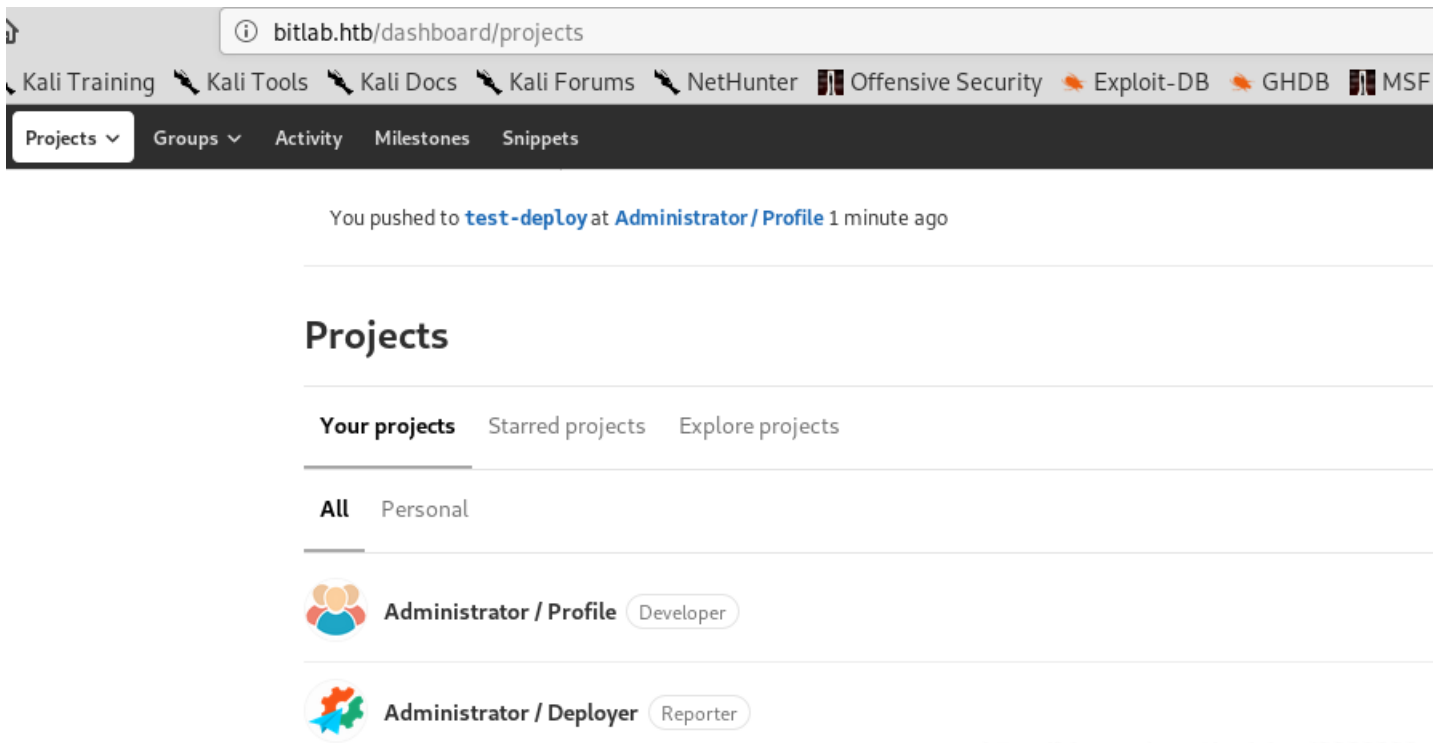 bitlab.htb/dashboard/projects
Kali Training Kali Tools Kali Docs Kali Forums NetHunter Offensive Security Exploit-DB GHDB MSF
Projects Groups Activity Milestones Snippets
You pushed to test-deploy at Administrator / Profile 1 minute ago
Projects
Your projects Starred projects Explore projects
All Personal
Administrator / Profile Developer
Administrator / Deployer Reporter